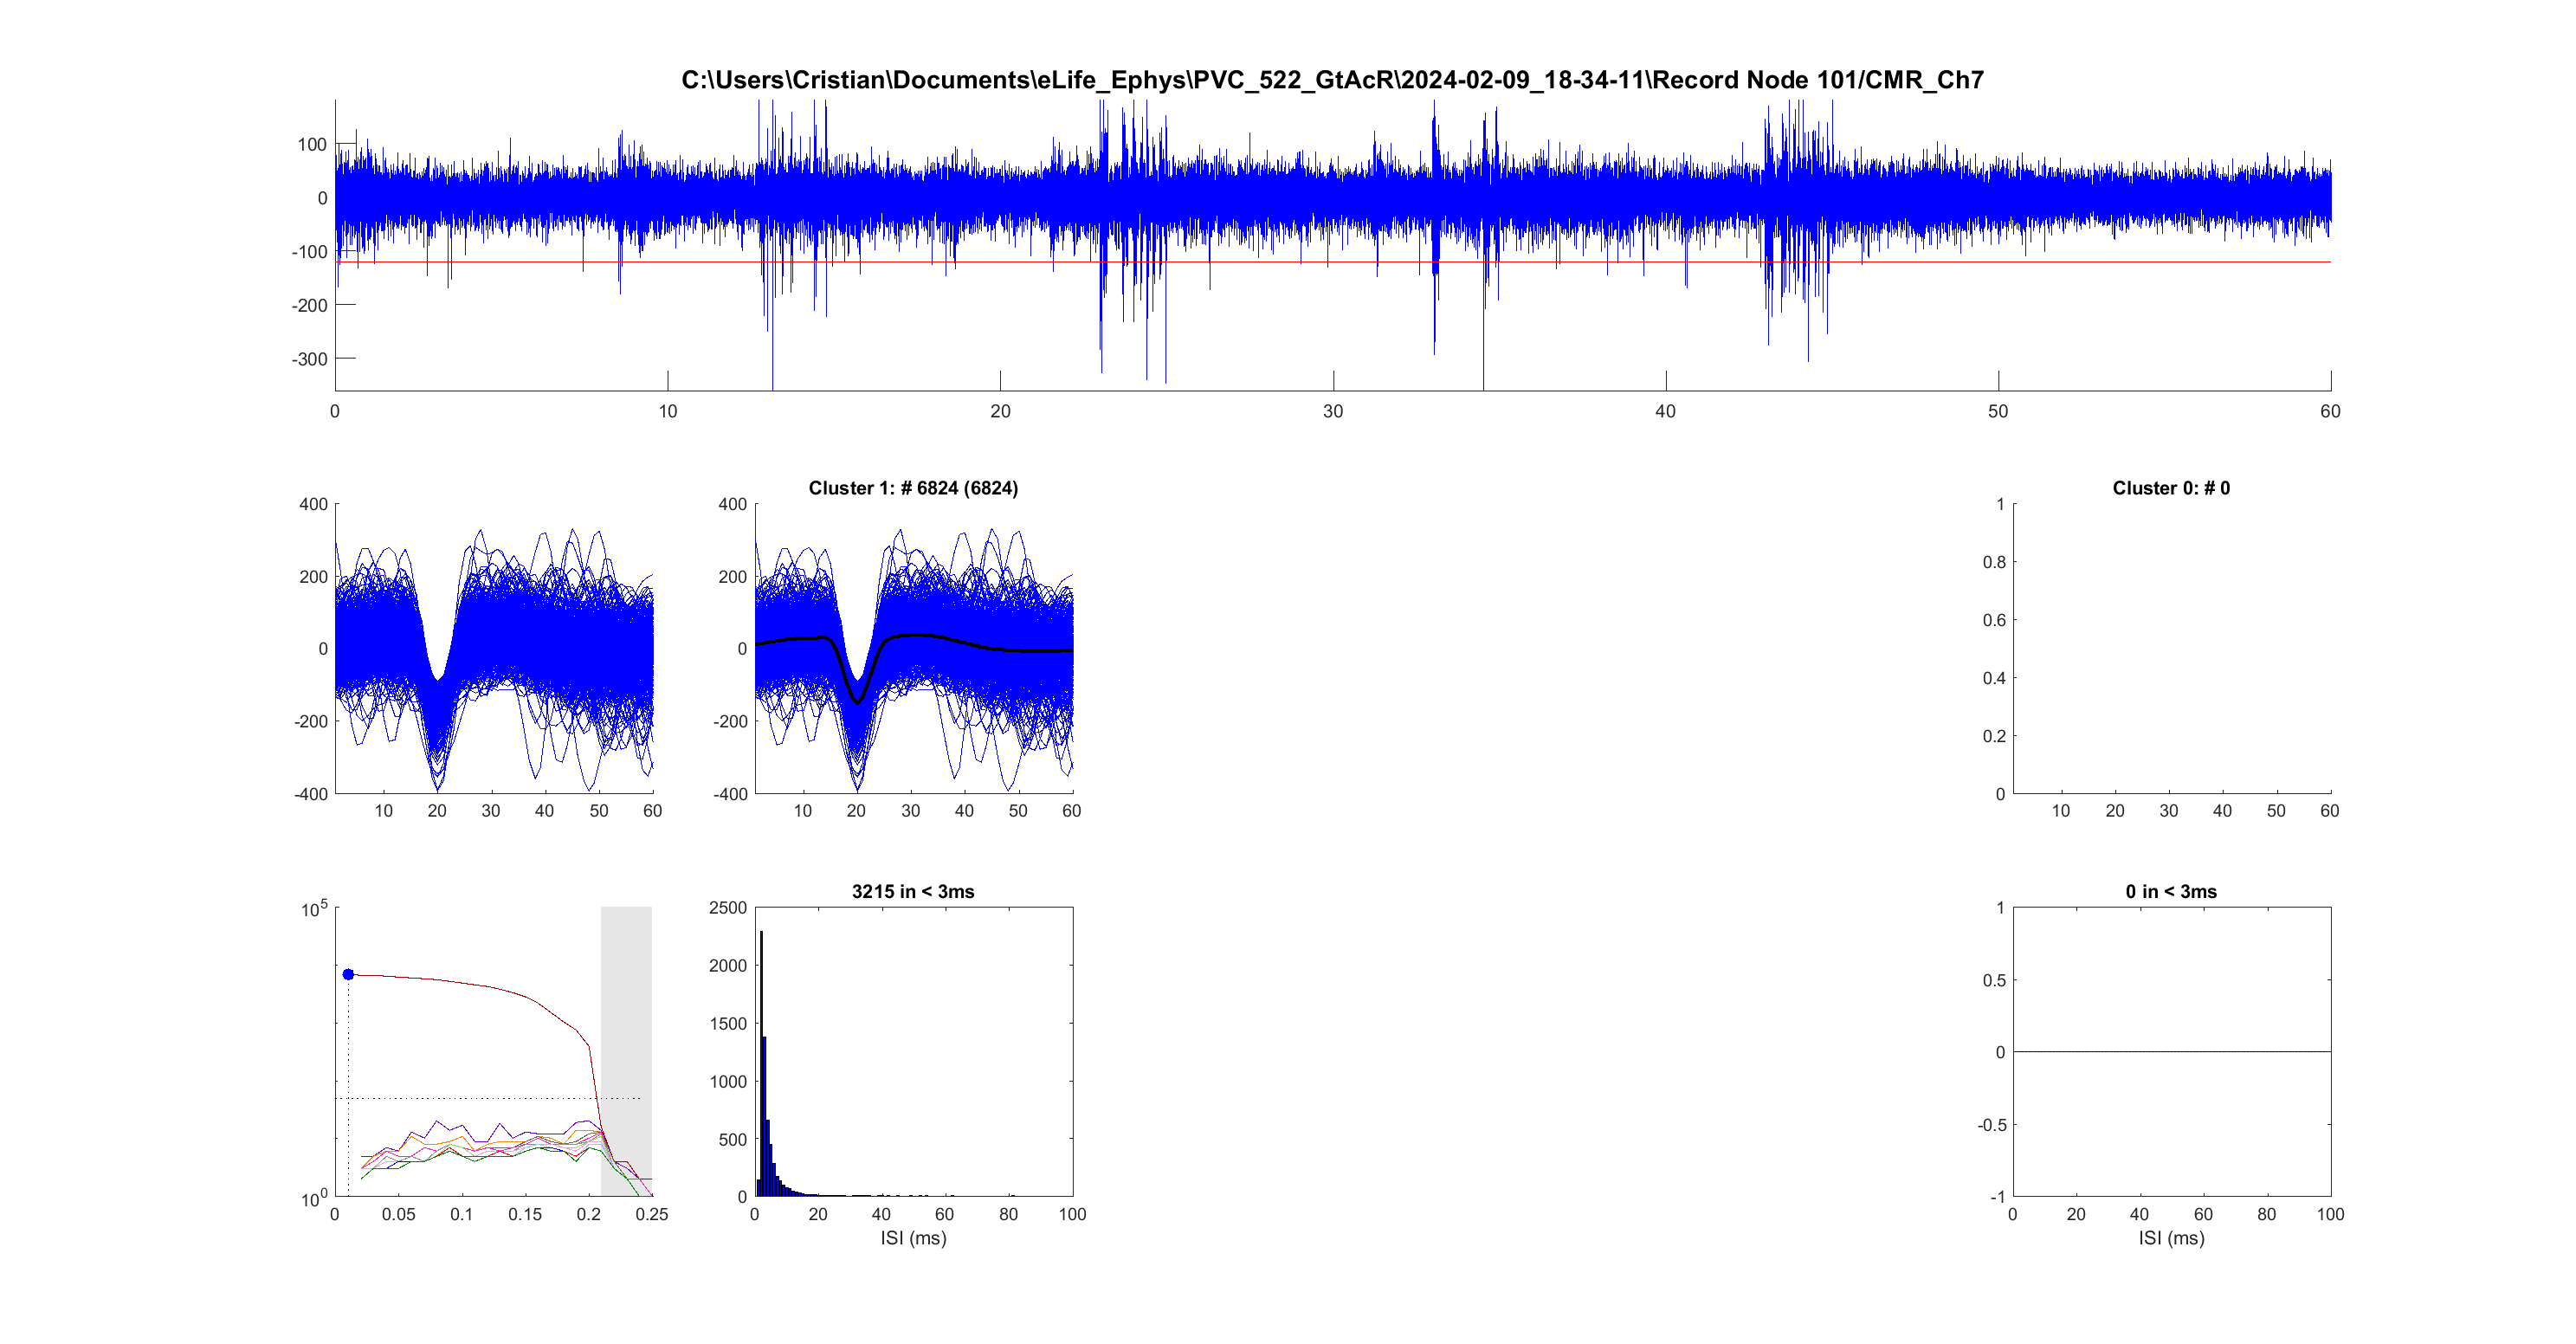 C:\Users\Cristian\Documents\eLife_Ephys\PVC_522_GtAcR\2024-02-09_18-34-11\Record Node 101/CMR_Ch7
100
0
-100
-200
-300
0 10 20 30 40 50 60
400
200
0
-200
-400
10 20 30 40 50 60
Cluster 1: # 6824 (6824)
400
200
0
-200
-400
10 20 30 40 50 60
Cluster 0: # 0
1
0.8
0.6
0.4
0.2
0
10 20 30 40 50 60
10^5
10^0
0 0.05 0.1 0.15 0.2 0.25
3215 in < 3ms
2500
2000
1500
1000
500
0
0 20 40 60 80 100
ISI (ms)
0 in < 3ms
1
0.5
0
-0.5
-1
0 20 40 60 80 100
ISI (ms)